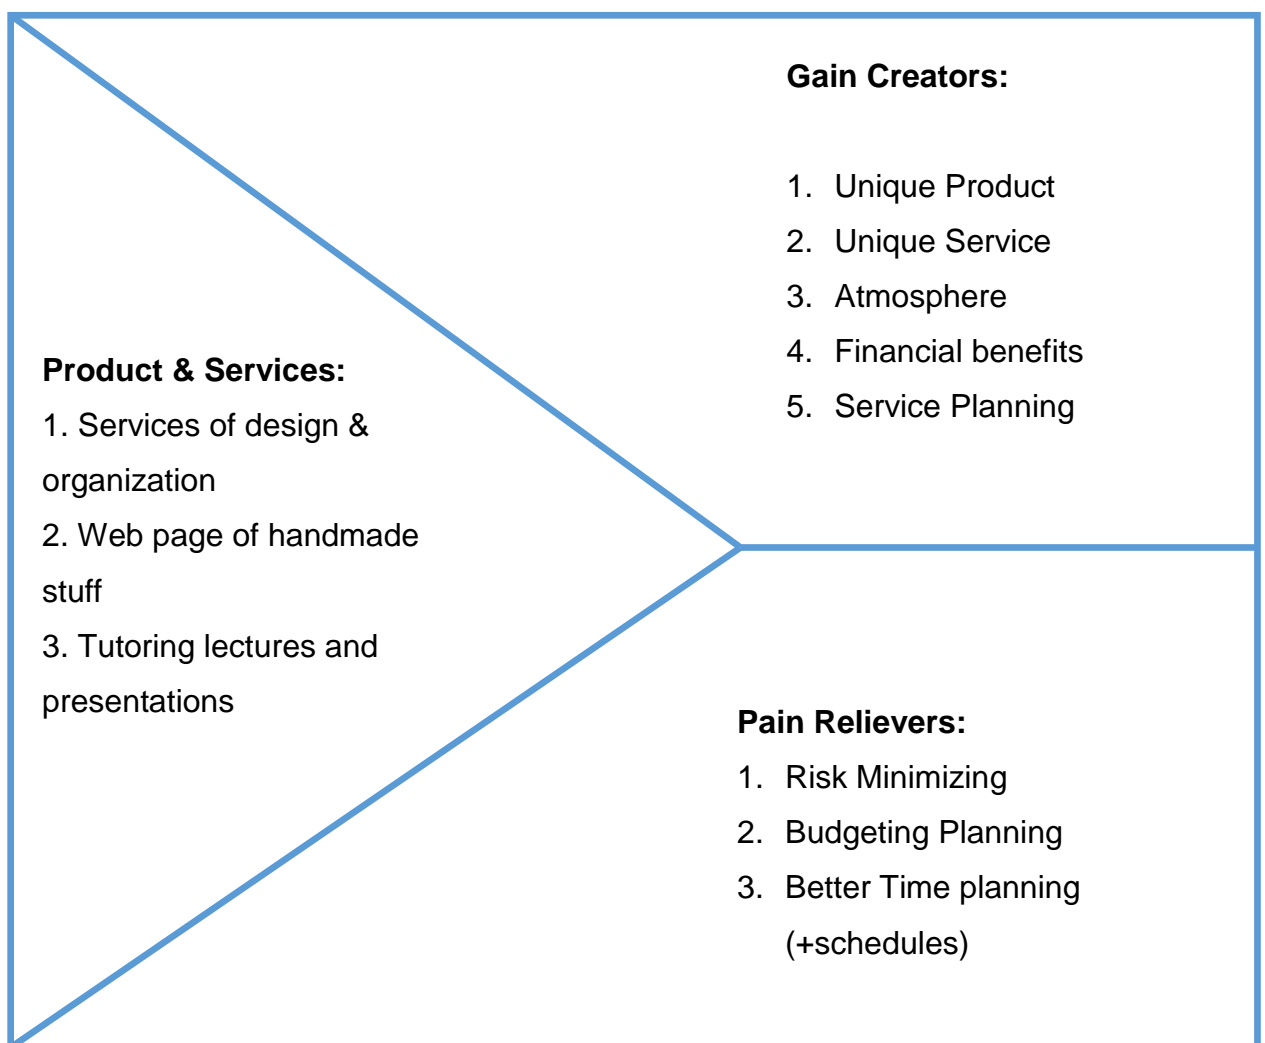 Gain Creators:
1. Unique Product
2. Unique Service
3. Atmosphere
4. Financial benefits
5. Service Planning
Product & Services:
1. Services of design &
organization
2. Web page of handmade
stuff
3. Tutoring lectures and
presentations
Pain Relievers:
1. Risk Minimizing
2. Budgeting Planning
3. Better Time planning
(+schedules)